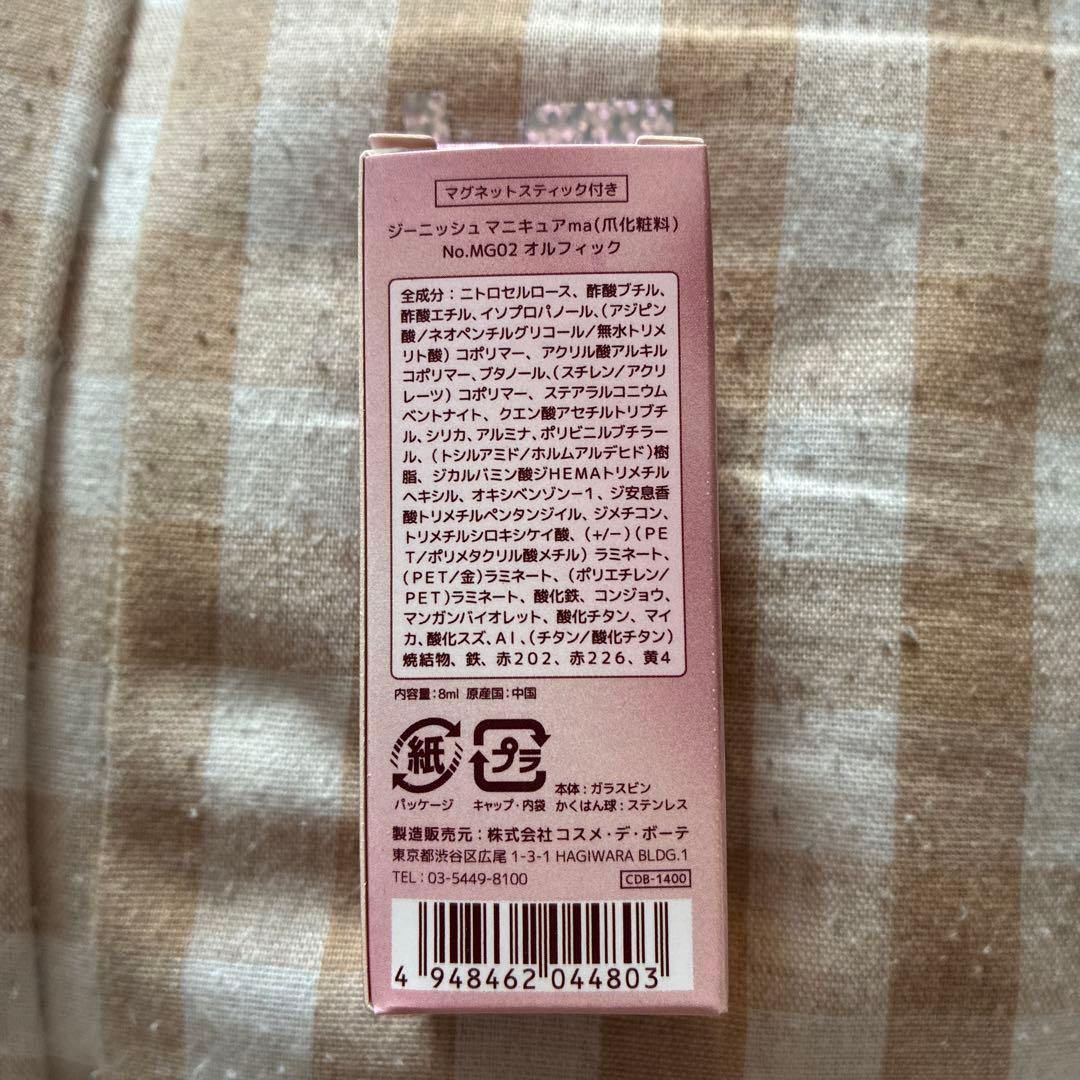 マグネットスティック付き
ジーニッシュ マニキュアma(爪化粧料)
No.MG02 オルフィック
全成分：ニトロセルロース、酢酸ブチル、
酢酸エチル、イソプロパノール、(アジピン
酸/ネオペンチルグリコール/無水トリメ
リト酸) コポリマー、アクリル酸アルキル
コポリマー、ブタノール、(スチレン/アクリ
レーツ) コポリマー、ステアラルコニウム
ベントナイト、クエン酸アセチルトリブチ
ル、シリカ、アルミナ、ポリビニルブチラー
ル、(トシルアミド/ホルムアルデヒド)樹
脂、ジカルバミン酸ジHEMAトリメチル
ヘキシル、オキシベンゾン－1、ジ安息香
酸トリメチルペンタンジイル、ジメチコン、
トリメチルシロキシケイ酸、(+/−)(PE
T/ポリメタクリル酸メチル) ラミネート、
(PET/金)ラミネート、(ポリエチレン/
PET)ラミネート、酸化鉄、コンジョウ、
マンガンバイオレット、酸化チタン、マイ
カ、酸化スズ、Al、(チタン/酸化チタン)
焼結物、鉄、赤202、赤226、黄4
内容量：8ml 原産国：中国
紙
プラ
パッケージ
キャップ・内袋
本体：ガラスビン
かくはん球：ステンレス
製造販売元：株式会社コスメ・デ・ボーテ
東京都渋谷区広尾 1-3-1 HAGIWARA BLDG.1
TEL：03-5449-8100
CDB-1400
4 948462 044803